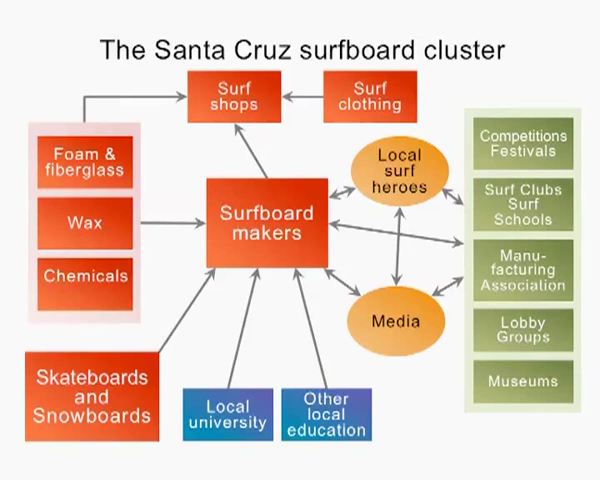 The Santa Cruz surfboard cluster
Surf
shops
Surf
clothing
Foam &
fiberglass
Wax
Chemicals
Surfboard
makers
Local
surf
heroes
Media
Competitions
Festivals
Surf Clubs
Surf
Schools
Manu-
facturing
Association
Lobby
Groups
Museums
Skateboards
and
Snowboards
Local
university
Other
local
education